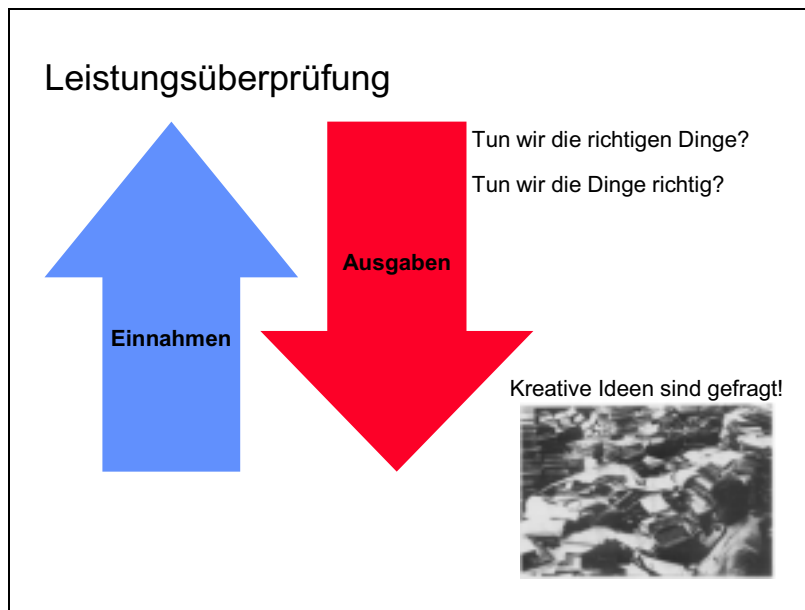 Leistungsüberprüfung
Tun wir die richtigen Dinge?
Tun wir die Dinge richtig?
Ausgaben
Einnahmen
Kreative Ideen sind gefragt!